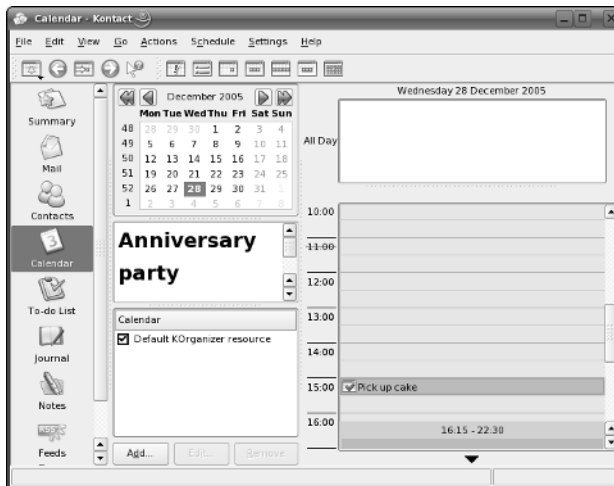 Calendar - Kontact
File Edit View Go Actions Schedule Settings Help
Summary
Mail
Contacts
3
Calendar
To-do List
Journal
Notes
RSS
Feeds
December 2005
Mon Tue Wed Thu Fri Sat Sun
48 28 29 30 1 2 3 4
49 5 6 7 8 9 10 11
50 12 13 14 15 16 17 18
51 19 20 21 22 23 24 25
52 26 27 28 29 30 31 1
1 2 3 4 5 6 7 8
Anniversary
party
Calendar
Default KOrganizer resource
Add... Edit... Remove
Wednesday 28 December 2005
All Day
10:00
11:00
12:00
13:00
14:00
15:00 Pick up cake
16:00
16:15 - 22:30